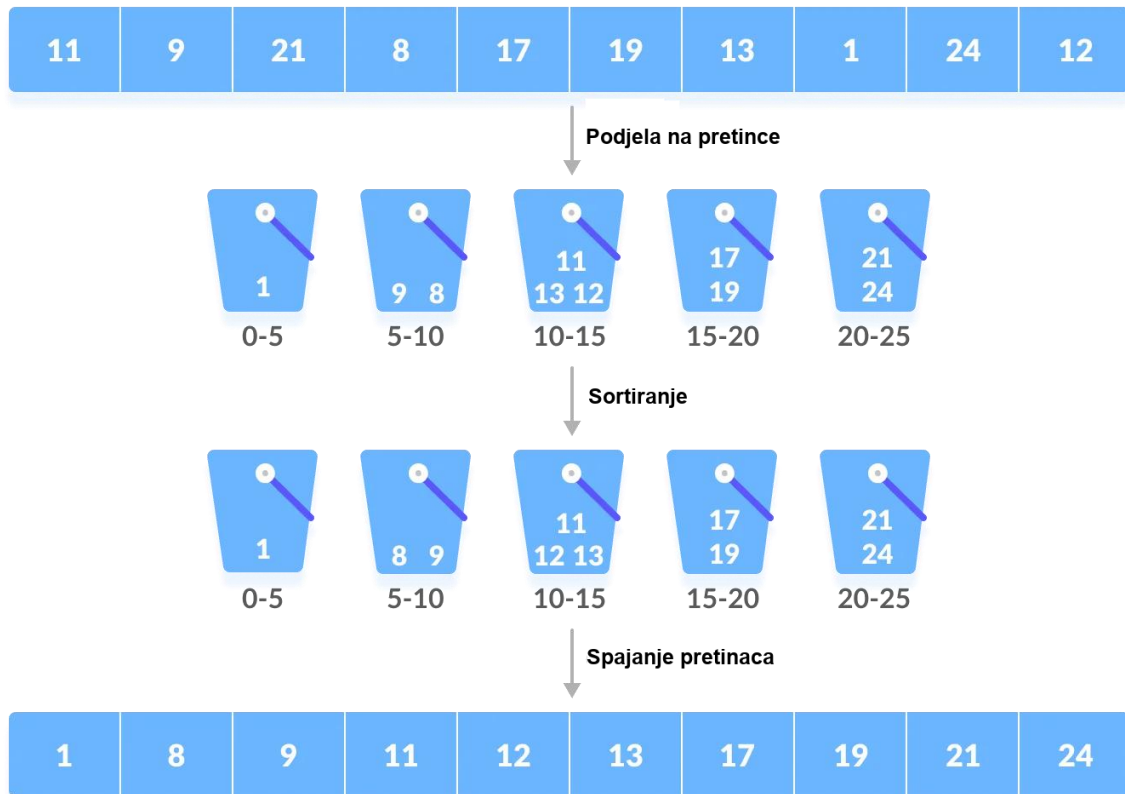 11 9 21 8 17 19 13 1 24 12
Podjela na pretince
1
9 8
11
13 12
17
19
21
24
0-5 5-10 10-15 15-20 20-25
Sortiranje
1
8 9
11
12 13
17
19
21
24
0-5 5-10 10-15 15-20 20-25
Spajanje pretinaca
1 8 9 11 12 13 17 19 21 24